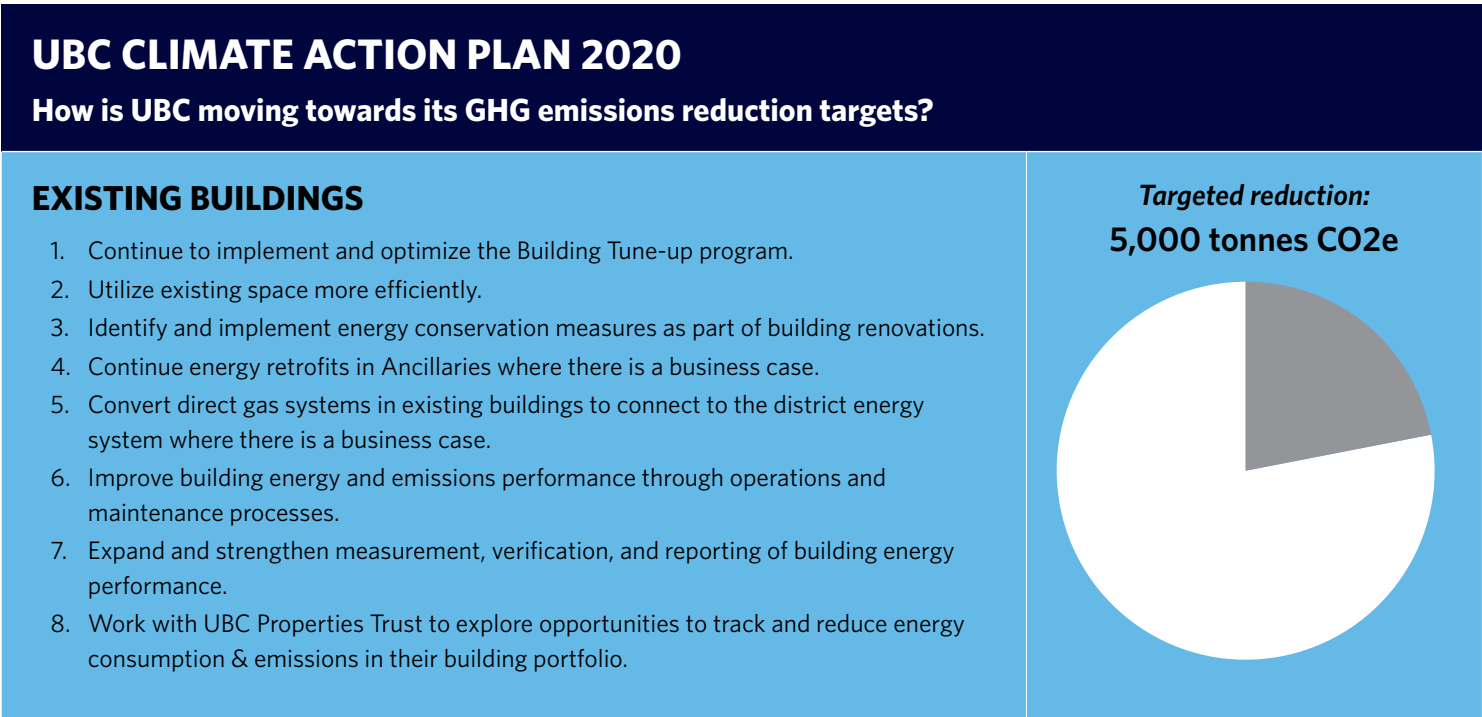 UBC CLIMATE ACTION PLAN 2020
How is UBC moving towards its GHG emissions reduction targets?
EXISTING BUILDINGS
1. Continue to implement and optimize the Building Tune-up program.
2. Utilize existing space more efficiently.
3. Identify and implement energy conservation measures as part of building renovations.
4. Continue energy retrofits in Ancillaries where there is a business case.
5. Convert direct gas systems in existing buildings to connect to the district energy
system where there is a business case.
6. Improve building energy and emissions performance through operations and
maintenance processes.
7. Expand and strengthen measurement, verification, and reporting of building energy
performance.
8. Work with UBC Properties Trust to explore opportunities to track and reduce energy
consumption & emissions in their building portfolio.
Targeted reduction:
5,000 tonnes CO2e